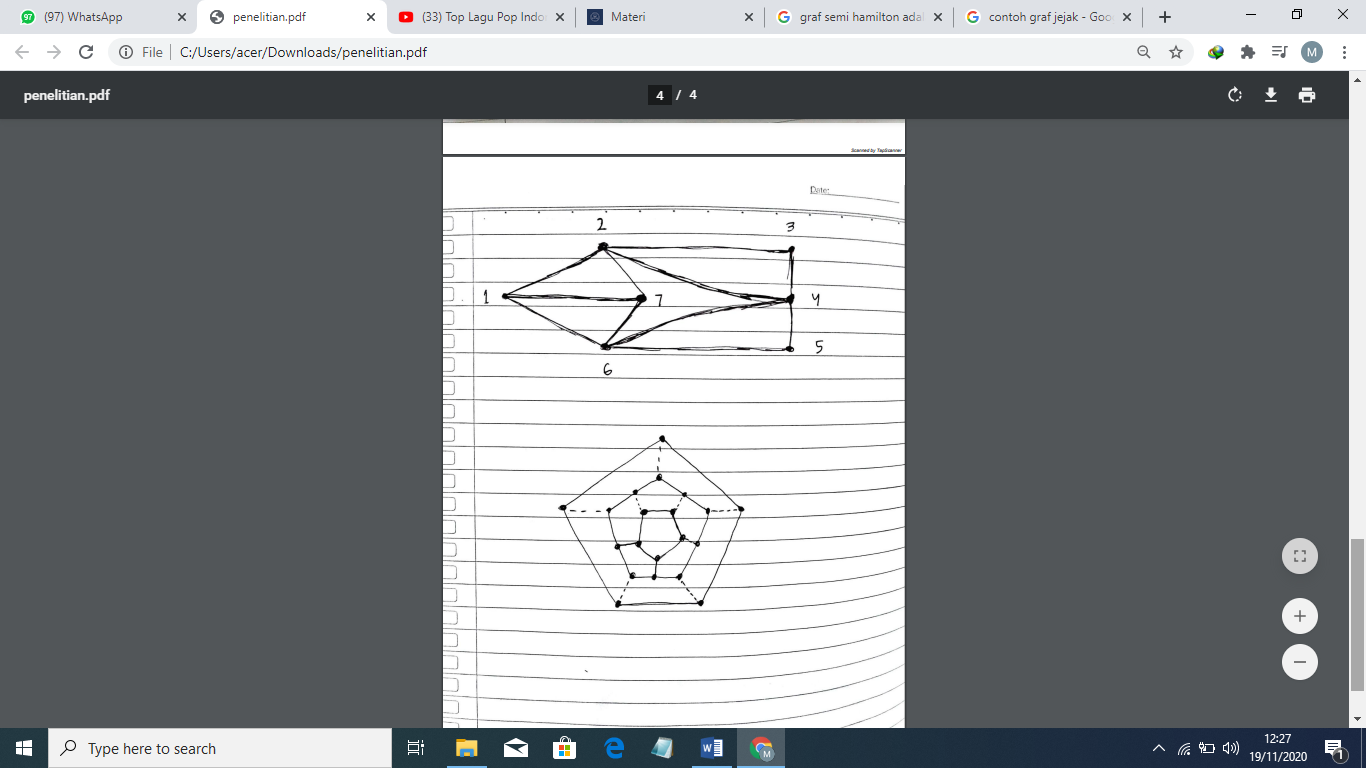 (97) WhatsApp
penelitian.pdf
(33) Top Lagu Pop Indo
Materi
graf semi hamilton ada
contoh graf jejak - Goo
File
C:/Users/acer/Downloads/penelitian.pdf
M
penelitian.pdf
4 / 4
Scanned by TapScanner
Date:
2
3
1
7
4
5
6
Type here to search
12:27
19/11/2020
1